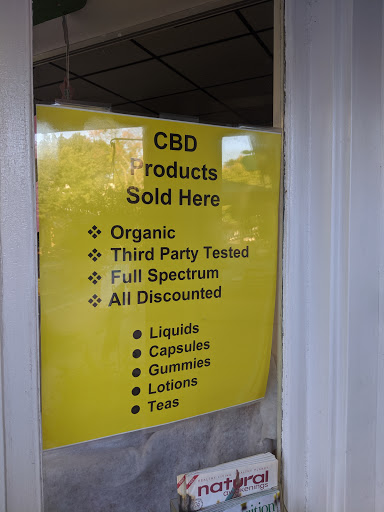 CBD
Products
Sold Here
❖ Organic
❖ Third Party Tested
❖ Full Spectrum
❖ All Discounted
● Liquids
● Capsules
● Gummies
● Lotions
● Teas
natural